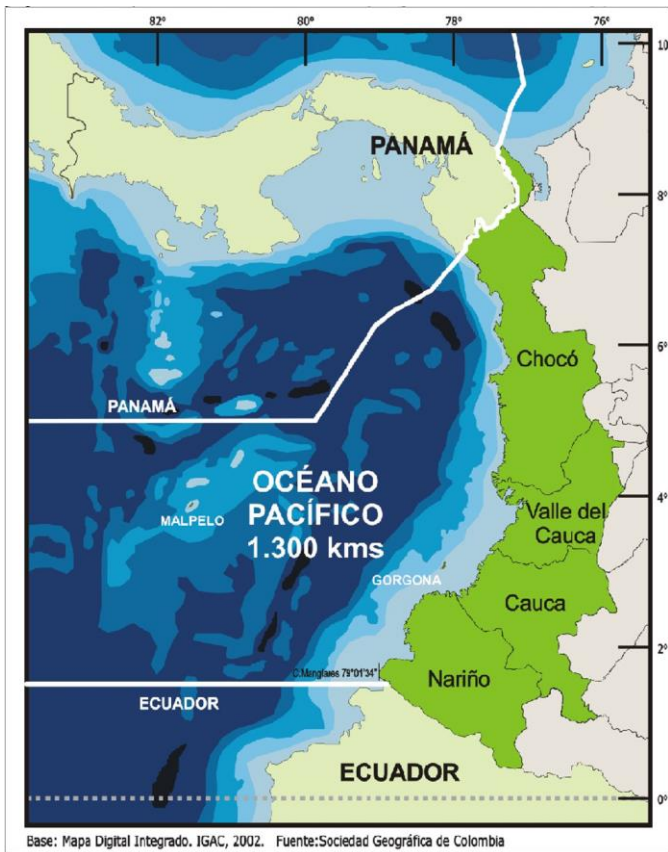 82° 80° 78° 76°
10
PANAMÁ
8°
6°
Chocó
PANAMÁ
OCÉANO
PACÍFICO
1.300 kms
4°
MALPELO
Valle del
Cauca
GORGONA
Cauca
2°
C.Manglares 79°01'34"
Nariño
ECUADOR
ECUADOR
0°
Base: Mapa Digital Integrado. IGAC, 2002. Fuente:Sociedad Geográfica de Colombia